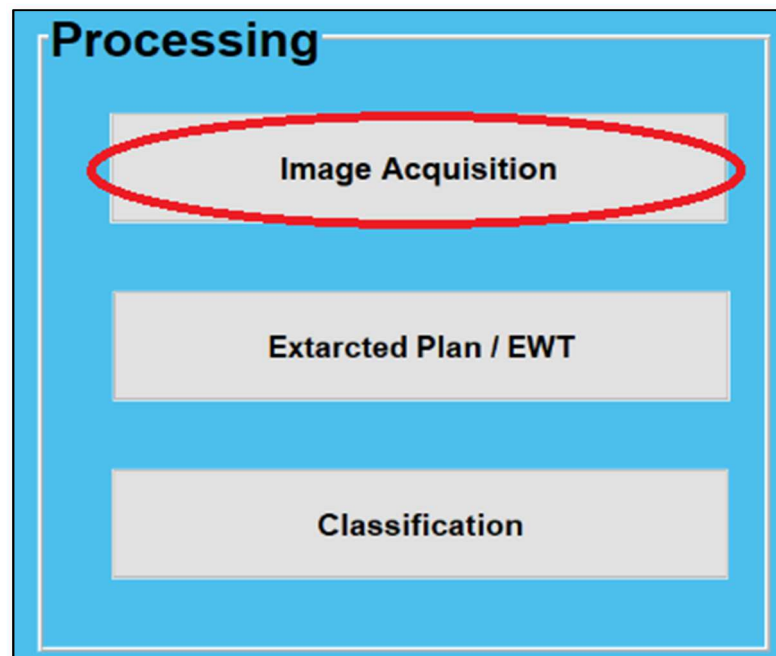 Processing
Image Acquisition
Extarcted Plan / EWT
Classification